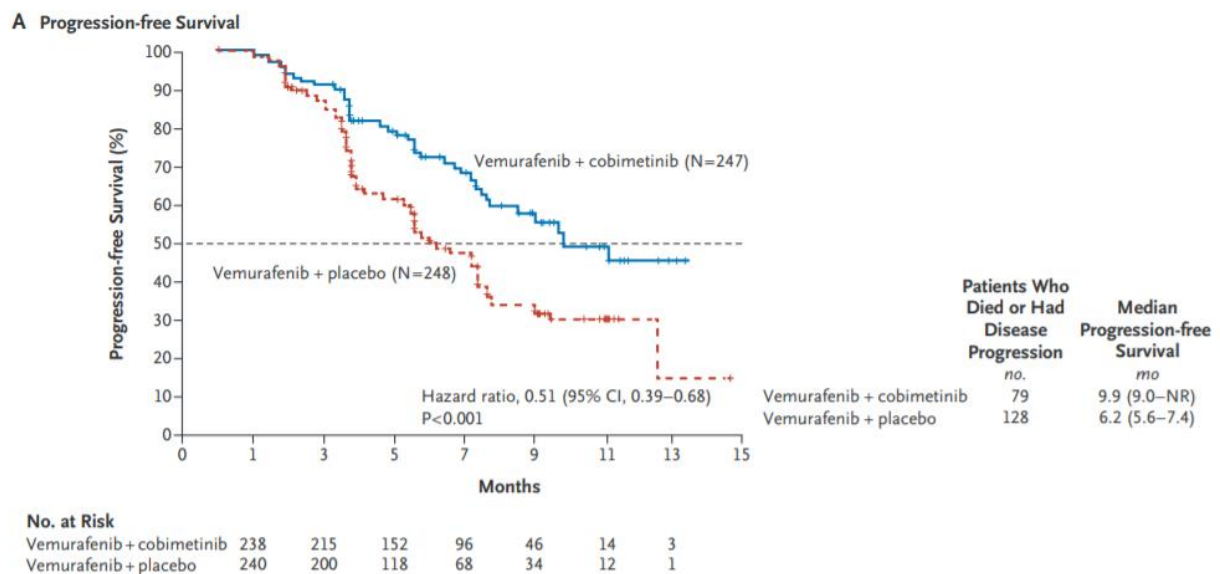 A Progression-free Survival
Progression-free Survival (%)
100
90
80
70
60
50
40
30
20
10
0
Vemurafenib + cobimetinib (N=247)
Vemurafenib + placebo (N=248)
Hazard ratio, 0.51 (95% CI, 0.39–0.68)
P<0.001
0 1 3 5 7 9 11 13 15
Months
Patients Who Died or Had Disease Progression
Median Progression-free Survival
no. mo
Vemurafenib + cobimetinib 79 9.9 (9.0–NR)
Vemurafenib + placebo 128 6.2 (5.6–7.4)
No. at Risk
Vemurafenib + cobimetinib 238 215 152 96 46 14 3
Vemurafenib + placebo 240 200 118 68 34 12 1